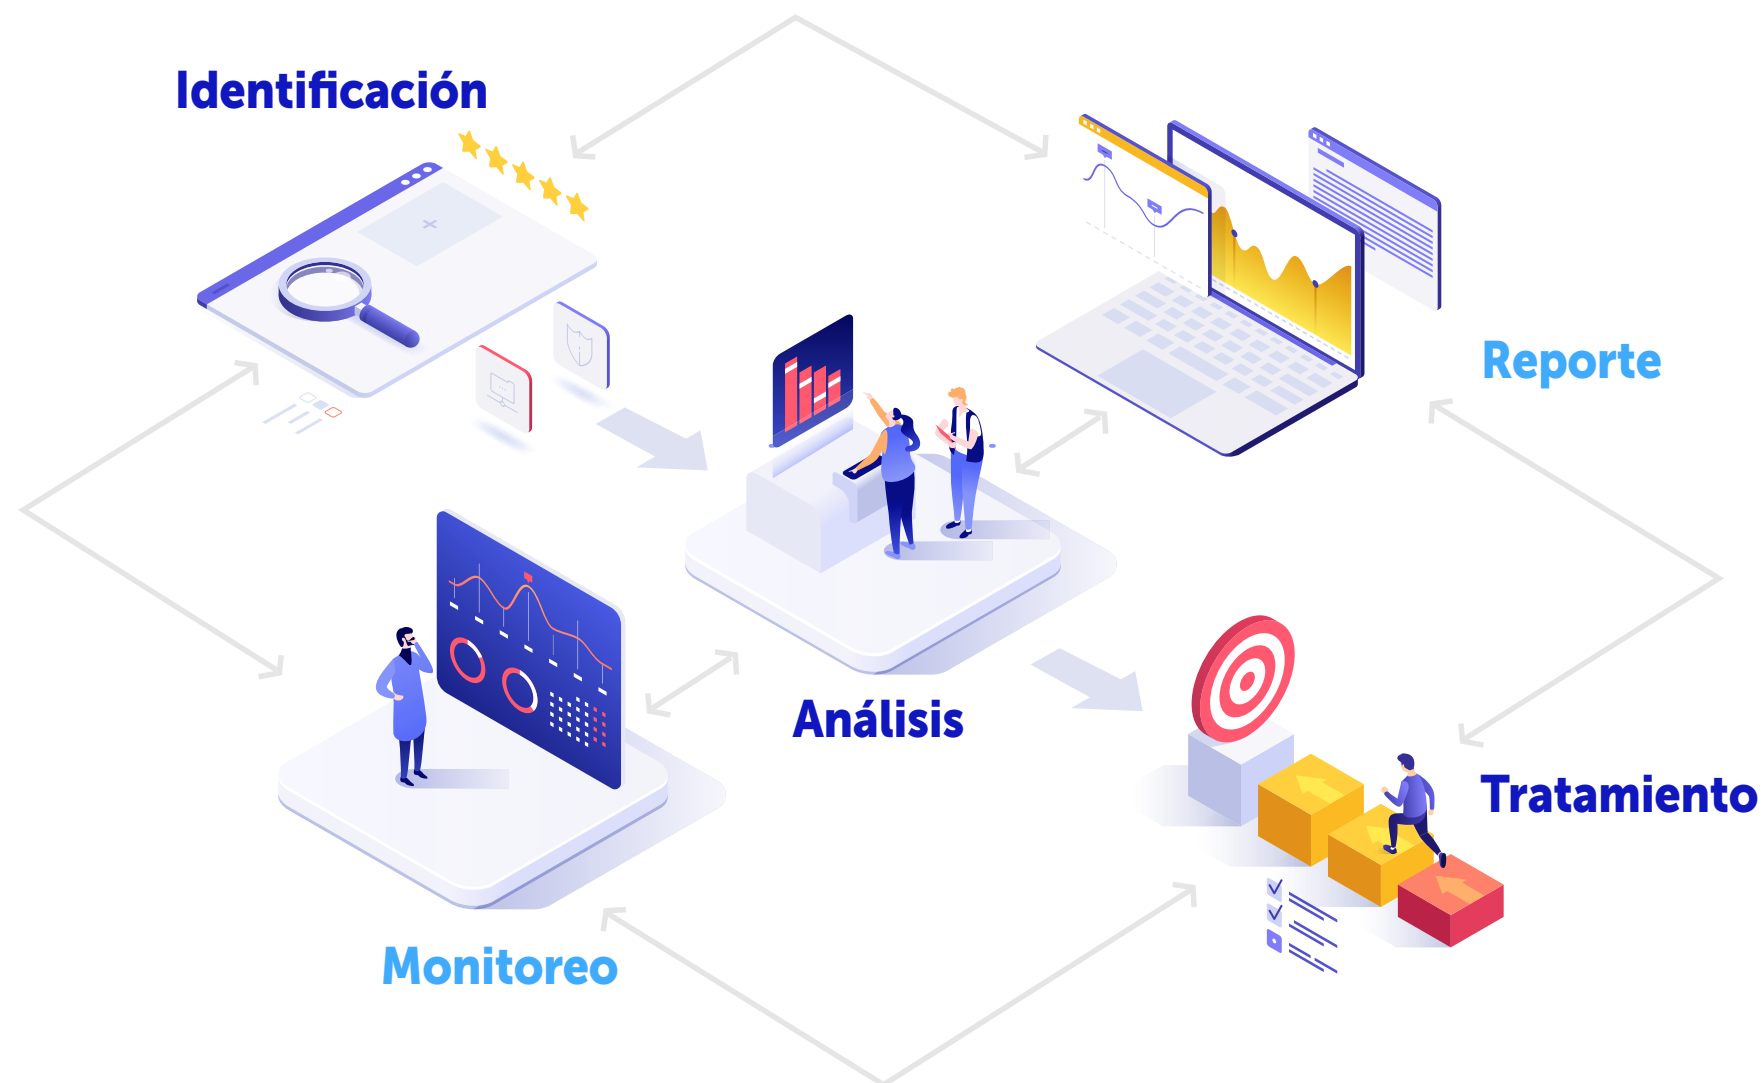 Identificación
Reporte
Análisis
Tratamiento
Monitoreo